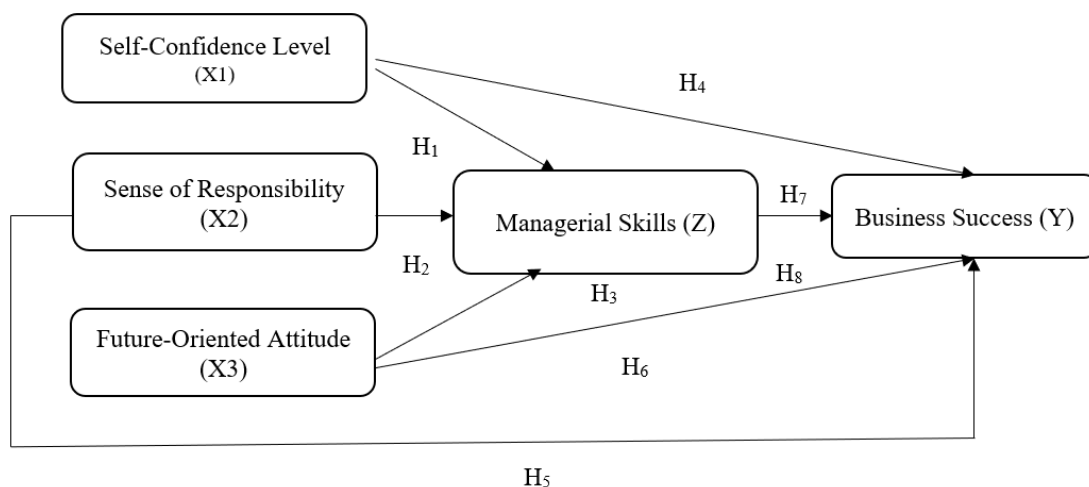 Self-Confidence Level
(X1)
H₄
H₁
Sense of Responsibility
(X2)
Managerial Skills (Z)
H₇
Business Success (Y)
H₂
H₃
H₈
Future-Oriented Attitude
(X3)
H₆
H₅